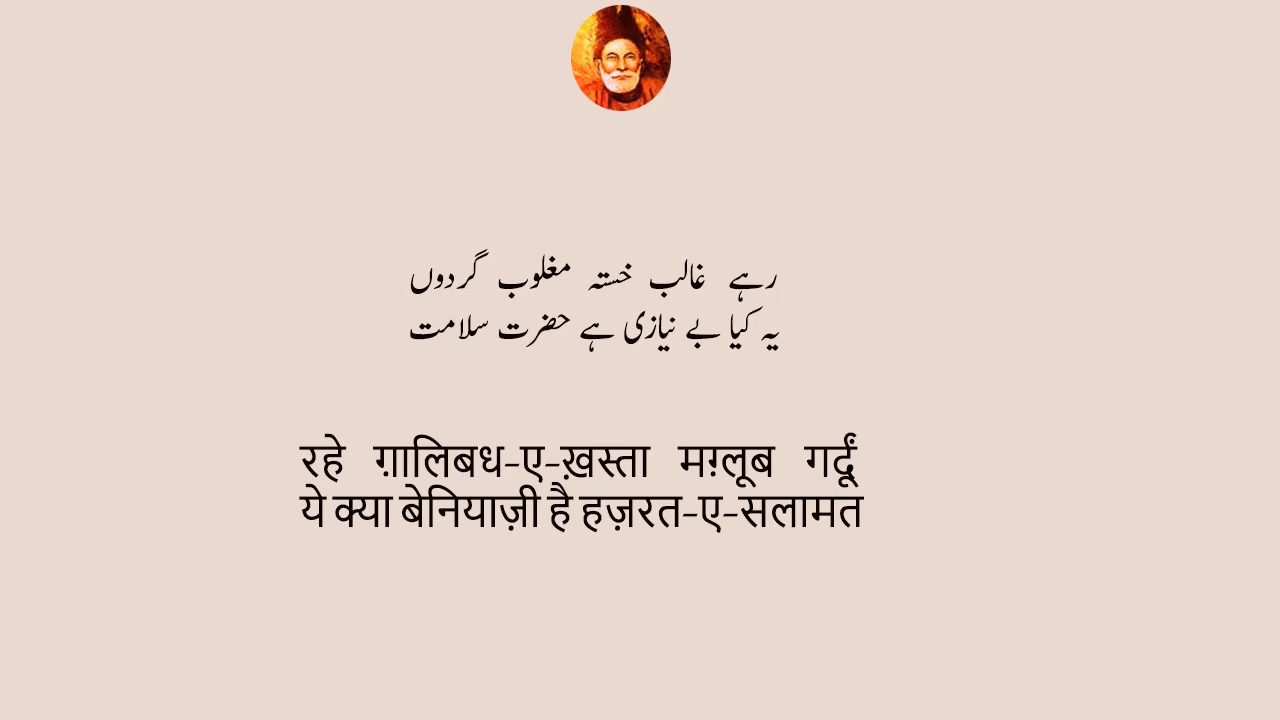 رہے غالب خستہ مغلوب گردوں
یہ کیا بے نیازی ہے حضرت سلامت
रहे ग़ालिबध-ए-ख़स्ता मग़्लूब गर्दूं
ये क्या बेनियाज़ी है हज़रत-ए-सलामत